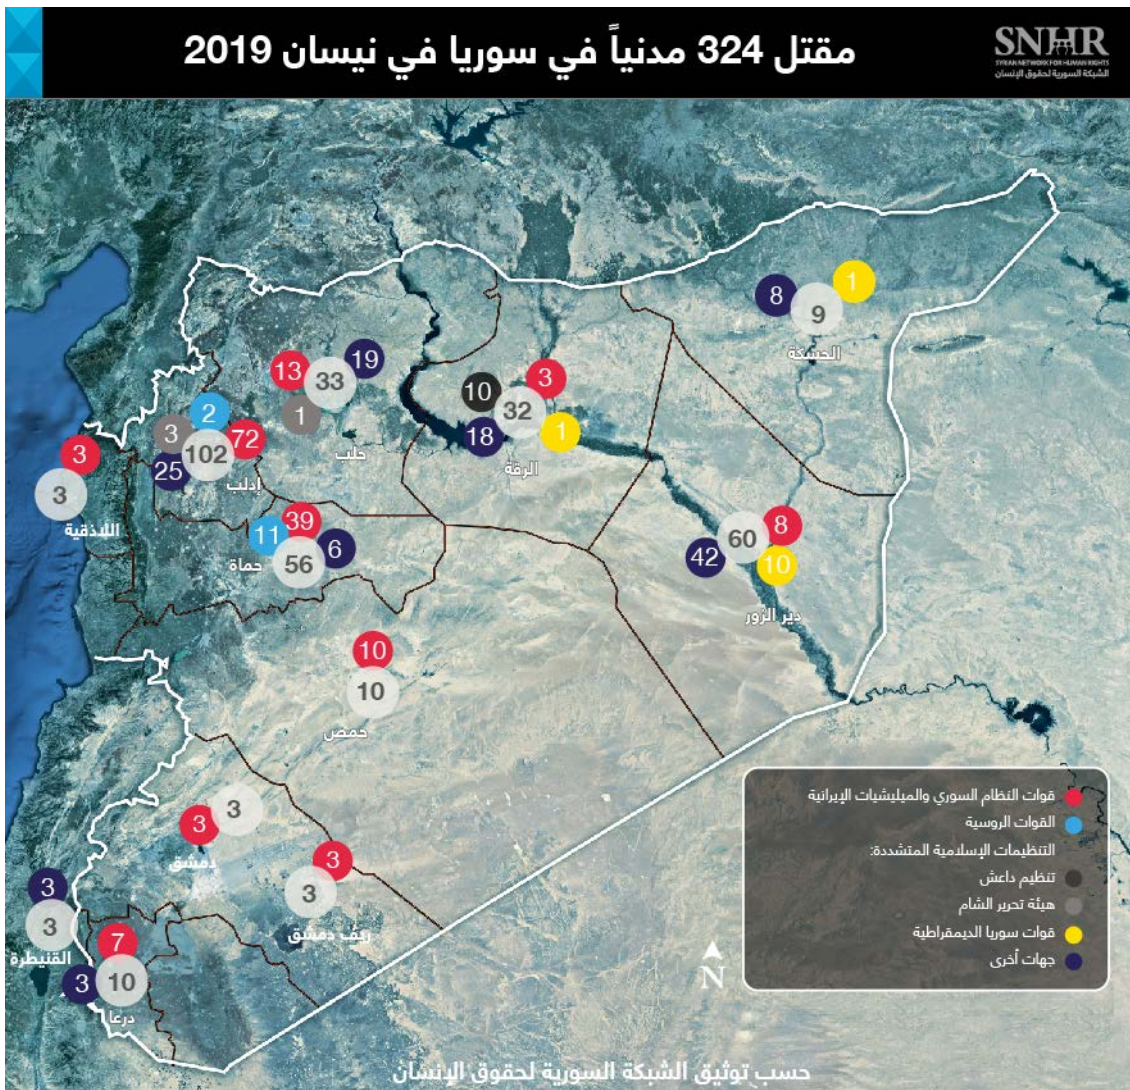 مقتل 324 مدنياً في سوريا في نيسان 2019
SNHR
SYRIAN NETWORK FOR HUMAN RIGHTS
الشبكة السورية لحقوق الإنسان
8
1
9
الحسكة
13
19
33
1
حلب
10
3
32
18
1
الرقة
2
3
72
102
25
إدلب
3
3
اللاذقية
11
39
6
56
حماة
60
8
42
10
دير الزور
10
10
حمص
3
3
دمشق
3
3
ريف دمشق
3
3
القنيطرة
7
3
10
درعا
قوات النظام السوري والميليشيات الإيرانية
القوات الروسية
التنظيمات الإسلامية المتشددة:
تنظيم داعش
هيئة تحرير الشام
قوات سوريا الديمقراطية
جهات أخرى
N
حسب توثيق الشبكة السورية لحقوق الإنسان